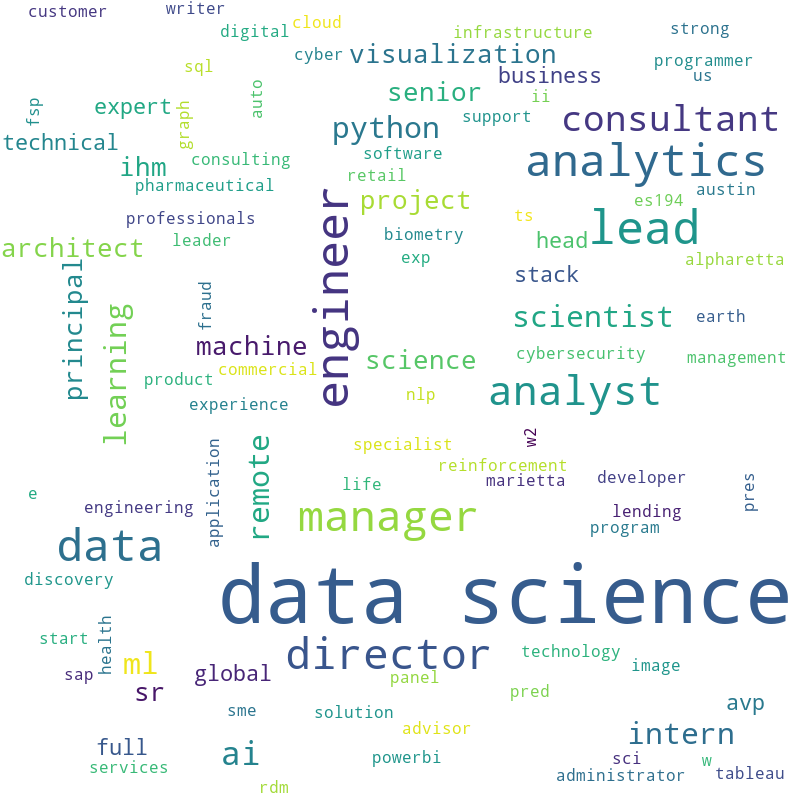 customer
writer
digital
cloud
infrastructure
strong
cyber
visualization
programmer
us
sql
business
senior
ii
fsp
expert
auto
graph
python
support
consultant
technical
ihm
consulting
software
analytics
pharmaceutical
retail
project
es194
austin
professionals
ts
lead
architect
leader
engineer
biometry
head
exp
alpharetta
principal
fraud
stack
learning
scientist
earth
machine
science
cybersecurity
management
product
commercial
experience
nlp
analyst
w2
specialist
remote
reinforcement
application
life
marietta
developer
pres
e
engineering
manager
lending
program
data
discovery
data science
start
health
director
technology
sap
ml
global
panel
image
sr
pred
sme
solution
avp
advisor
intern
full
ai
powerbi
sci
w
services
administrator
tableau
rdm